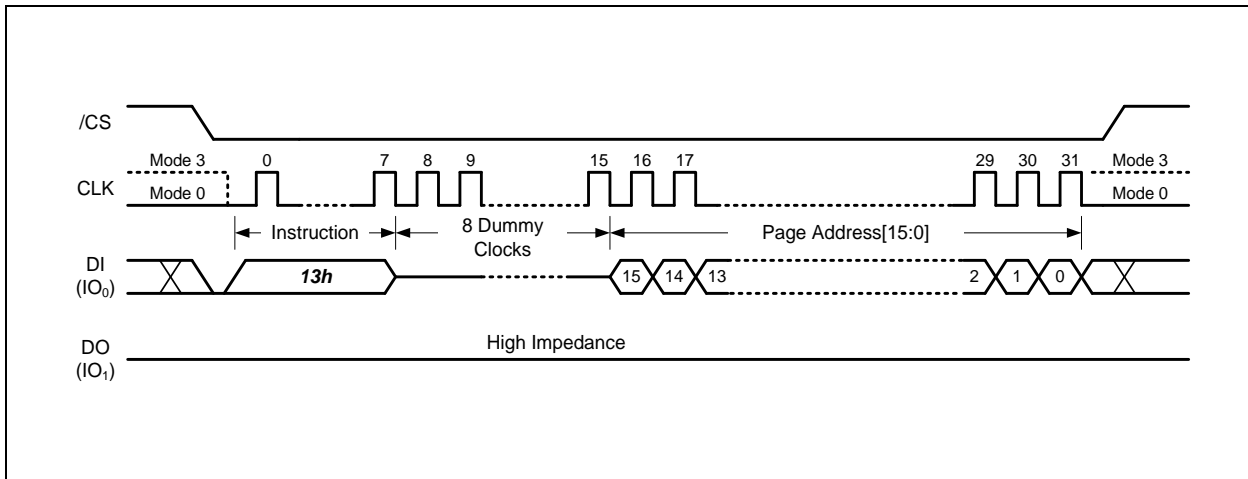 /CS
Mode 3 0 7 8 9 15 16 17 29 30 31 Mode 3
CLK
Mode 0 Mode 0
Instruction 8 Dummy Clocks Page Address[15:0]
DI (IO0) 13h 15 14 13 2 1 0
DO (IO1) High Impedance